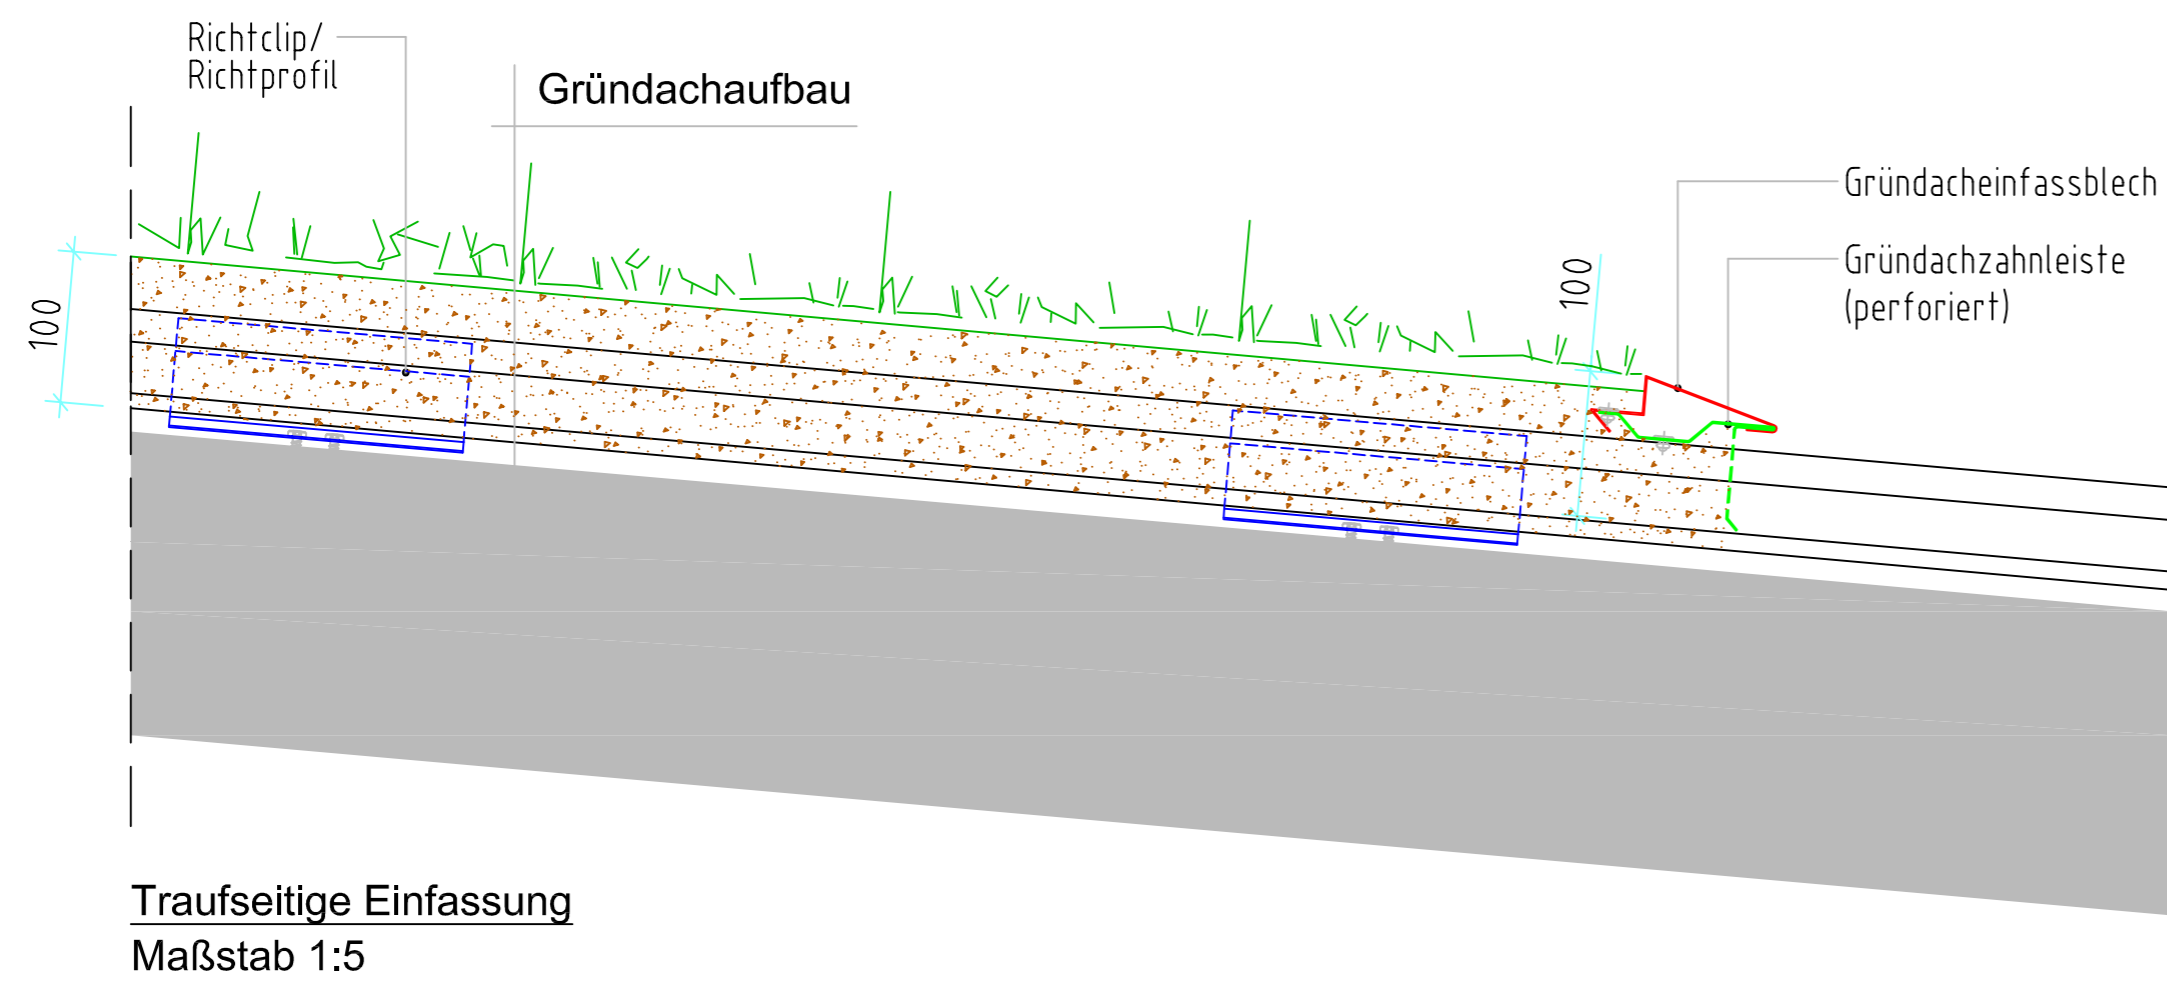 Richtclip/
Richtprofil
Gründachaufbau
Gründacheinfassblech
Gründachzahnleiste
(perforiert)
100
100
Traufseitige Einfassung
Maßstab 1:5